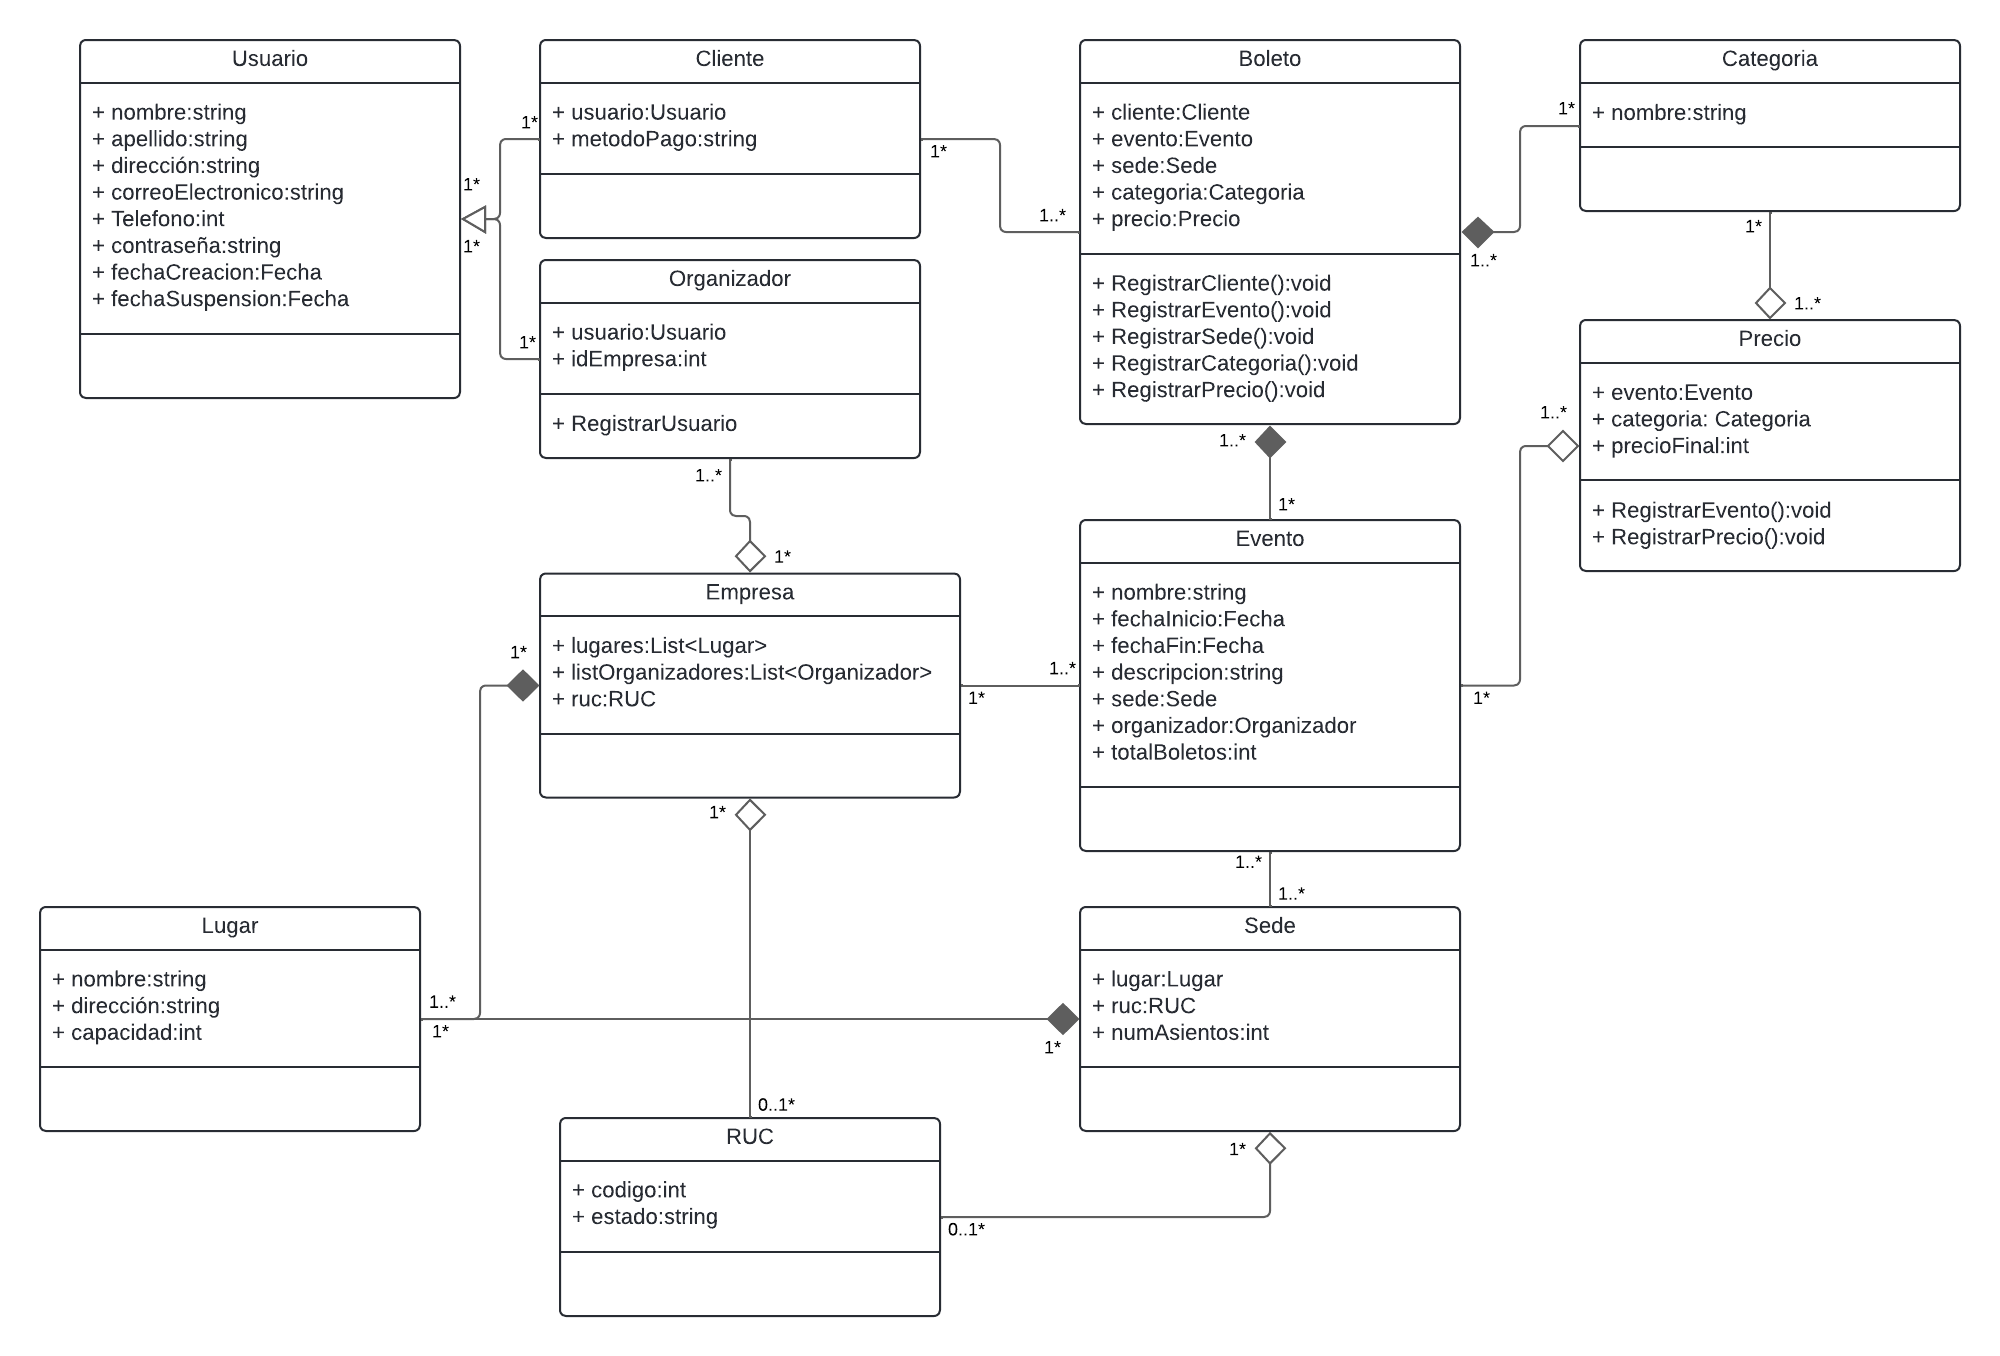 Usuario
+ nombre:string
+ apellido:string
+ dirección:string
+ correoElectronico:string
+ Telefono:int
+ contraseña:string
+ fechaCreacion:Fecha
+ fechaSuspension:Fecha
1*
1*
Cliente
+ usuario:Usuario
+ metodoPago:string
1*
1*
Organizador
+ usuario:Usuario
+ idEmpresa:int
+ RegistrarUsuario
1*
1..*
Boleto
+ cliente:Cliente
+ evento:Evento
+ sede:Sede
+ categoria:Categoria
+ precio:Precio
+ RegistrarCliente():void
+ RegistrarEvento():void
+ RegistrarSede():void
+ RegistrarCategoria():void
+ RegistrarPrecio():void
1..*
1..*
1..*
Categoria
+ nombre:string
1*
1*
1..*
Precio
+ evento:Evento
+ categoria: Categoria
+ precioFinal:int
+ RegistrarEvento():void
+ RegistrarPrecio():void
1..*
1*
Empresa
+ lugares:List<Lugar>
+ listOrganizadores:List<Organizador>
+ ruc:RUC
1*
1*
1*
1*
Evento
+ nombre:string
+ fechaInicio:Fecha
+ fechaFin:Fecha
+ descripcion:string
+ sede:Sede
+ organizador:Organizador
+ totalBoletos:int
1..*
1*
1..*
1..*
Lugar
+ nombre:string
+ dirección:string
+ capacidad:int
1..*
1*
Sede
+ lugar:Lugar
+ ruc:RUC
+ numAsientos:int
1*
1*
0..1*
RUC
+ codigo:int
+ estado:string
0..1*